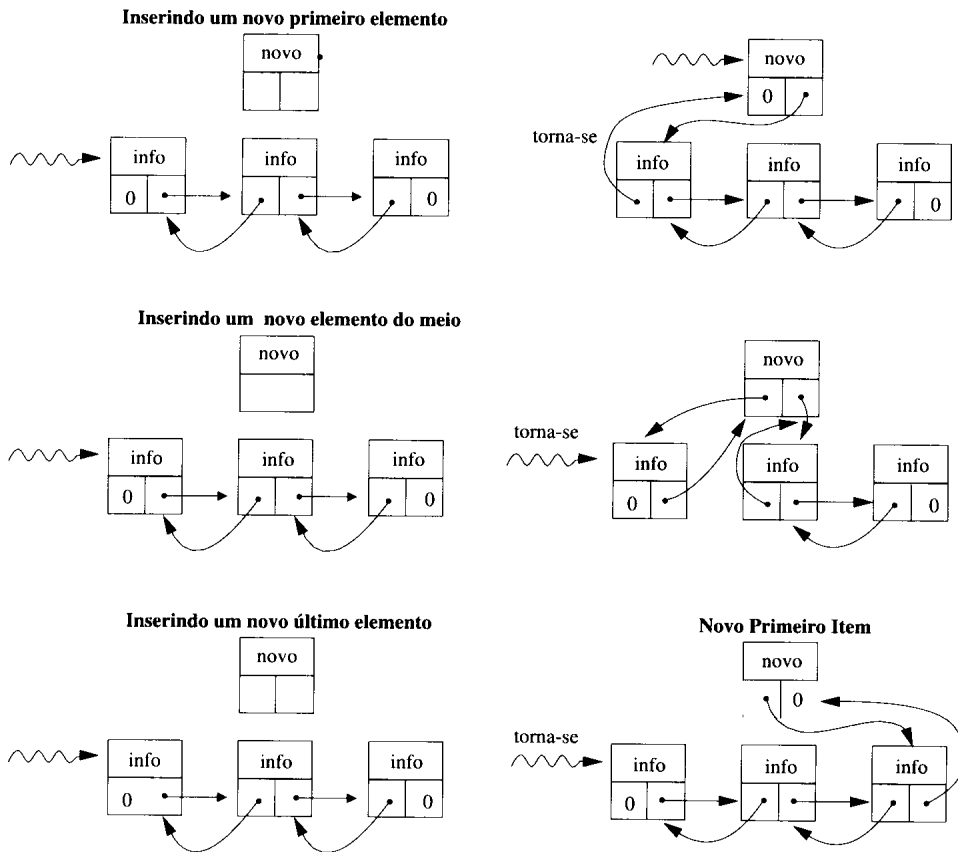 Inserindo um novo primeiro elemento
novo
info
info
info
0
0
novo
0
torna-se
info
info
info
0
Inserindo um novo elemento do meio
novo
info
info
info
0
0
novo
torna-se
info
info
info
0
0
Inserindo um novo último elemento
novo
info
info
info
0
0
Novo Primeiro Item
novo
0
torna-se
info
info
info
0